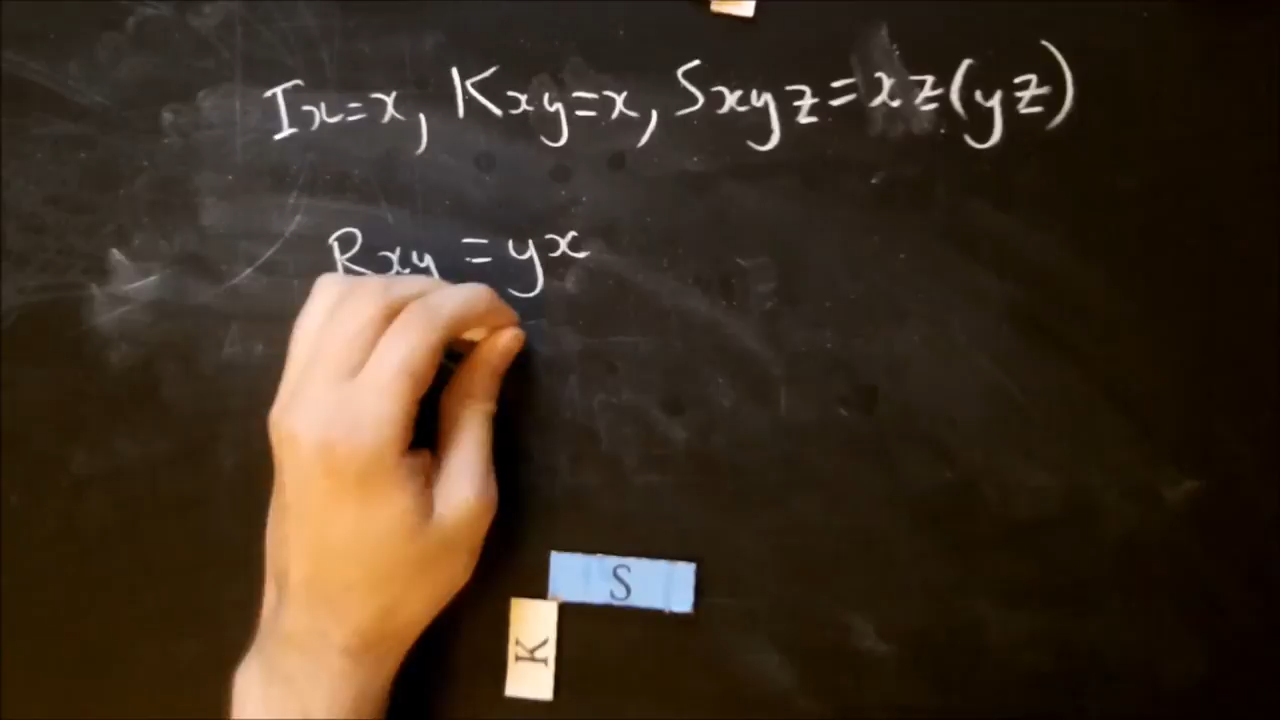 Ix=x, Kxy=x, Sxyz=xz(yz)
Rxy = yx
S
K